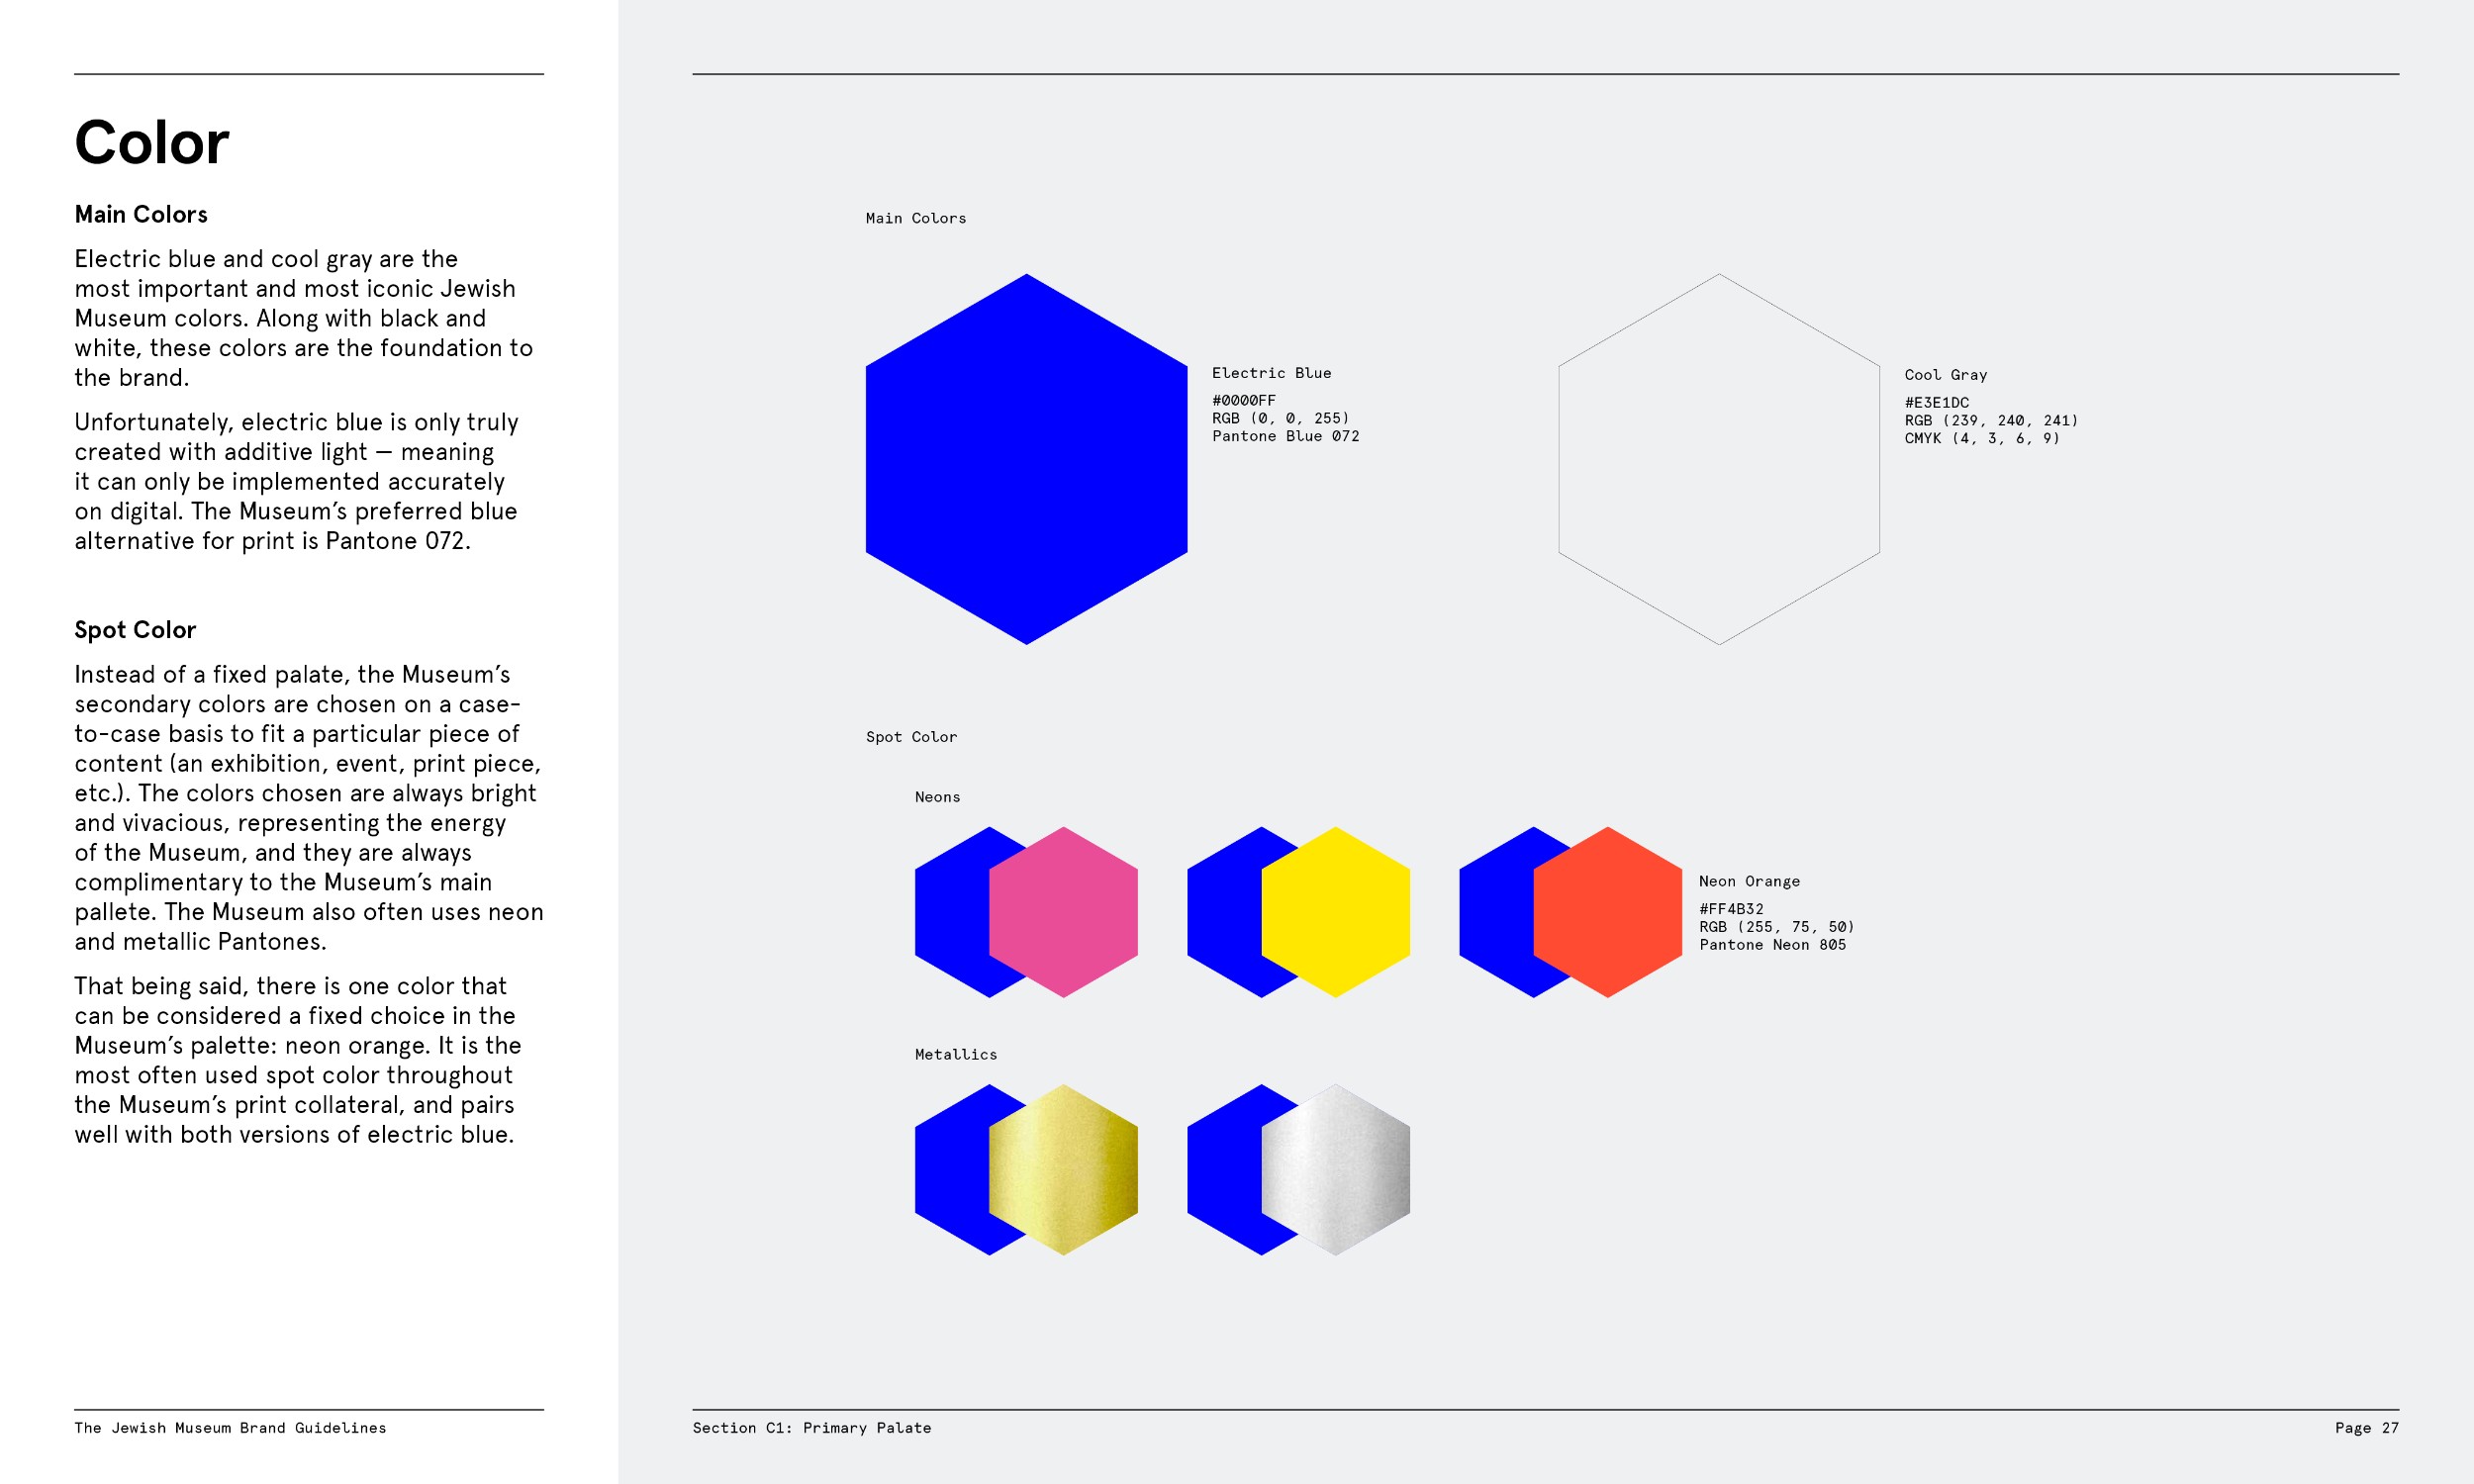 Color
Main Colors
Electric blue and cool gray are the
most important and most iconic Jewish
Museum colors. Along with black and
white, these colors are the foundation to
the brand.
Unfortunately, electric blue is only truly
created with additive light — meaning
it can only be implemented accurately
on digital. The Museum’s preferred blue
alternative for print is Pantone 072.
Spot Color
Instead of a fixed palate, the Museum’s
secondary colors are chosen on a case-
to-case basis to fit a particular piece of
content (an exhibition, event, print piece,
etc.). The colors chosen are always bright
and vivacious, representing the energy
of the Museum, and they are always
complimentary to the Museum’s main
pallete. The Museum also often uses neon
and metallic Pantones.
That being said, there is one color that
can be considered a fixed choice in the
Museum’s palette: neon orange. It is the
most often used spot color throughout
the Museum’s print collateral, and pairs
well with both versions of electric blue.
The Jewish Museum Brand Guidelines
Main Colors
Electric Blue
#0000FF
RGB (0, 0, 255)
Pantone Blue 072
Cool Gray
#E3E1DC
RGB (239, 240, 241)
CMYK (4, 3, 6, 9)
Spot Color
Neons
Neon Orange
#FF4B32
RGB (255, 75, 50)
Pantone Neon 805
Metallics
Section C1: Primary Palate
Page 27